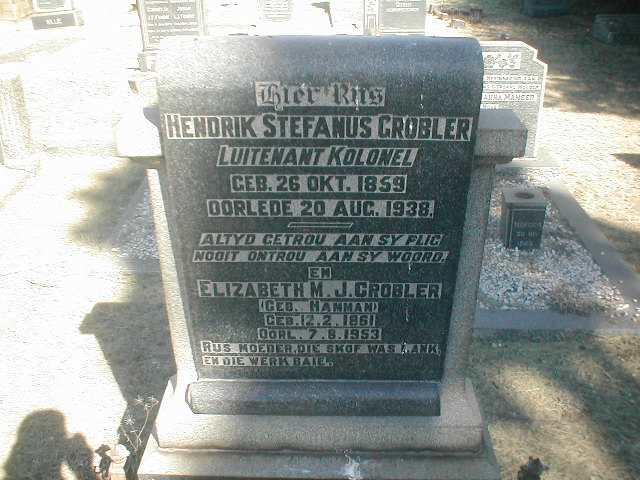 Hier Rus
HENDRIK STEFANUS GROBLER
LUITENANT KOLONEL
GEB. 26 OKT. 1859
OORLEDE 20 AUG. 1938.
ALTYD GETROU AAN SY PLIG
NOOIT ONTROU AAN SY WOORD!
EN
ELIZABETH M.J. GROBLER
(GEB. HAMMAN)
GEB. 12.2. 1861
OORL. 7.8. 1953
RUS MOEDER, DIE SKOF WAS LANK
EN DIE WERK BAIE.